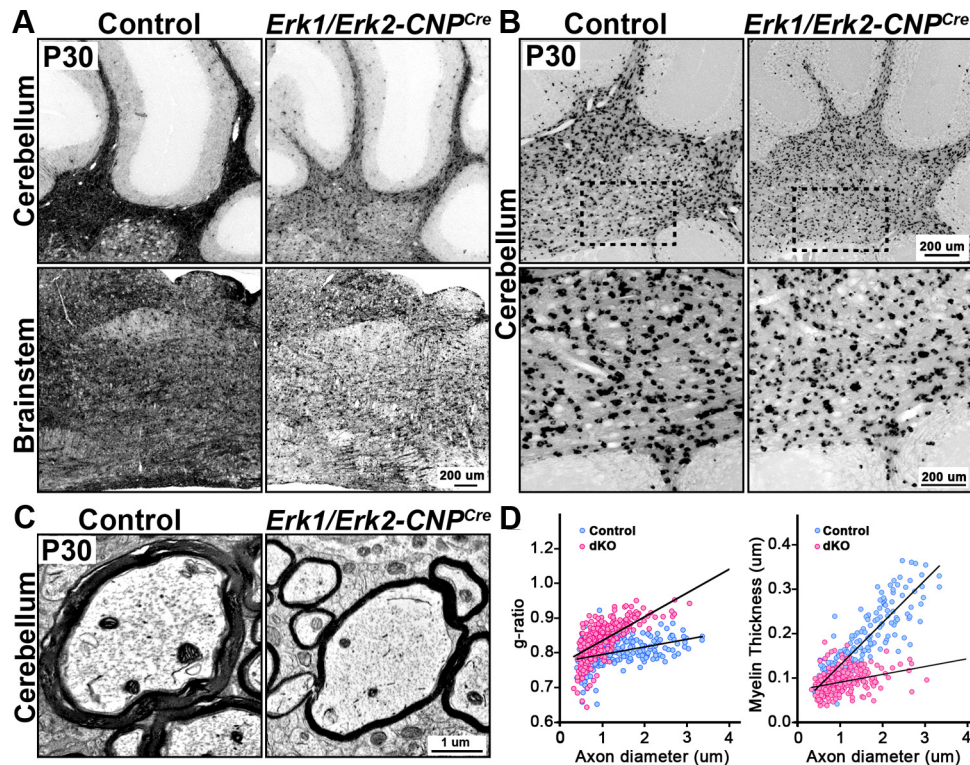 A Control Erk1/Erk2-CNPCre B Control Erk1/Erk2-CNPCre
P30 P30
Cerebellum
Brainstem
200 um
Cerebellum
200 um
200 um
C Control Erk1/Erk2-CNPCre D
P30
Cerebellum
1 um
Control
dKO
g-ratio
1.2
1.0
0.9
0.8
0.7
0.6
0 1 2 3 4
Axon diameter (um)
Control
dKO
Myelin Thickness (um)
0.4
0.3
0.2
0.1
0.0
0 1 2 3 4
Axon diameter (um)